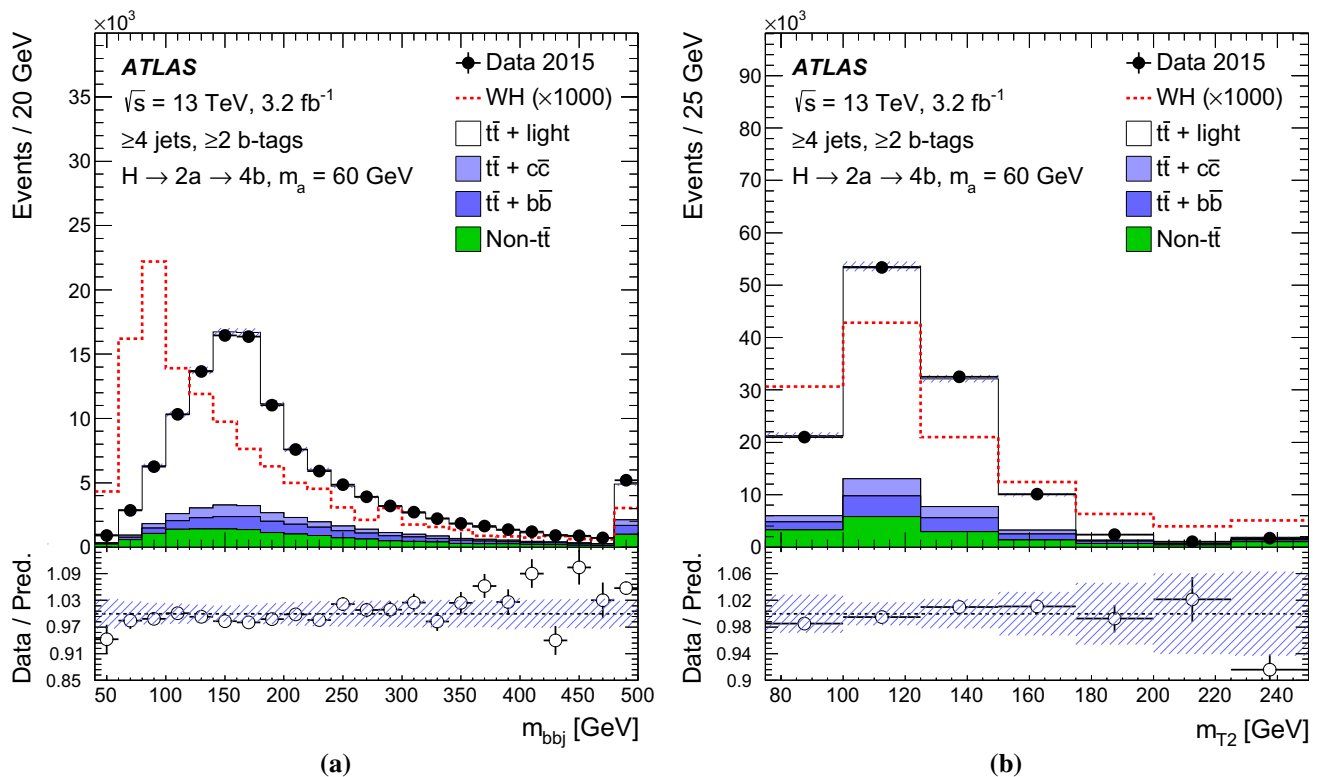 ×10³
Events / 20 GeV
35
30
25
20
15
10
5
0
ATLAS
√s = 13 TeV, 3.2 fb⁻¹
≥4 jets, ≥2 b-tags
H → 2a → 4b, mₐ = 60 GeV
Data 2015
WH (×1000)
tt̄ + light
tt̄ + cc̄
tt̄ + bb̄
Non-tt̄
Data / Pred.
1.09
1.03
0.97
0.91
0.85
50 100 150 200 250 300 350 400 450 500
m_bbj [GeV]
(a)
×10³
Events / 25 GeV
90
80
70
60
50
40
30
20
10
0
ATLAS
√s = 13 TeV, 3.2 fb⁻¹
≥4 jets, ≥2 b-tags
H → 2a → 4b, mₐ = 60 GeV
Data 2015
WH (×1000)
tt̄ + light
tt̄ + cc̄
tt̄ + bb̄
Non-tt̄
Data / Pred.
1.06
1.02
0.98
0.94
0.9
80 100 120 140 160 180 200 220 240
m_T2 [GeV]
(b)